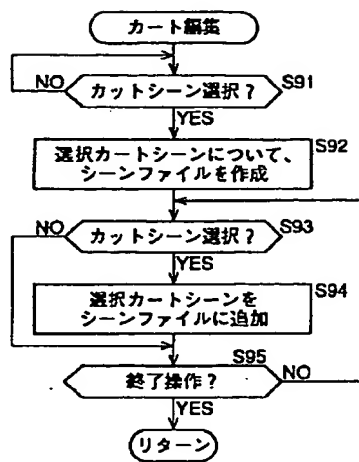 カート編集
NO
カットシーン選択?
S91
YES
選択カートシーンについて、
シーンファイルを作成
S92
NO
カットシーン選択?
S93
YES
選択カートシーンを
シーンファイルに追加
S94
S95
終了操作?
NO
YES
リターン